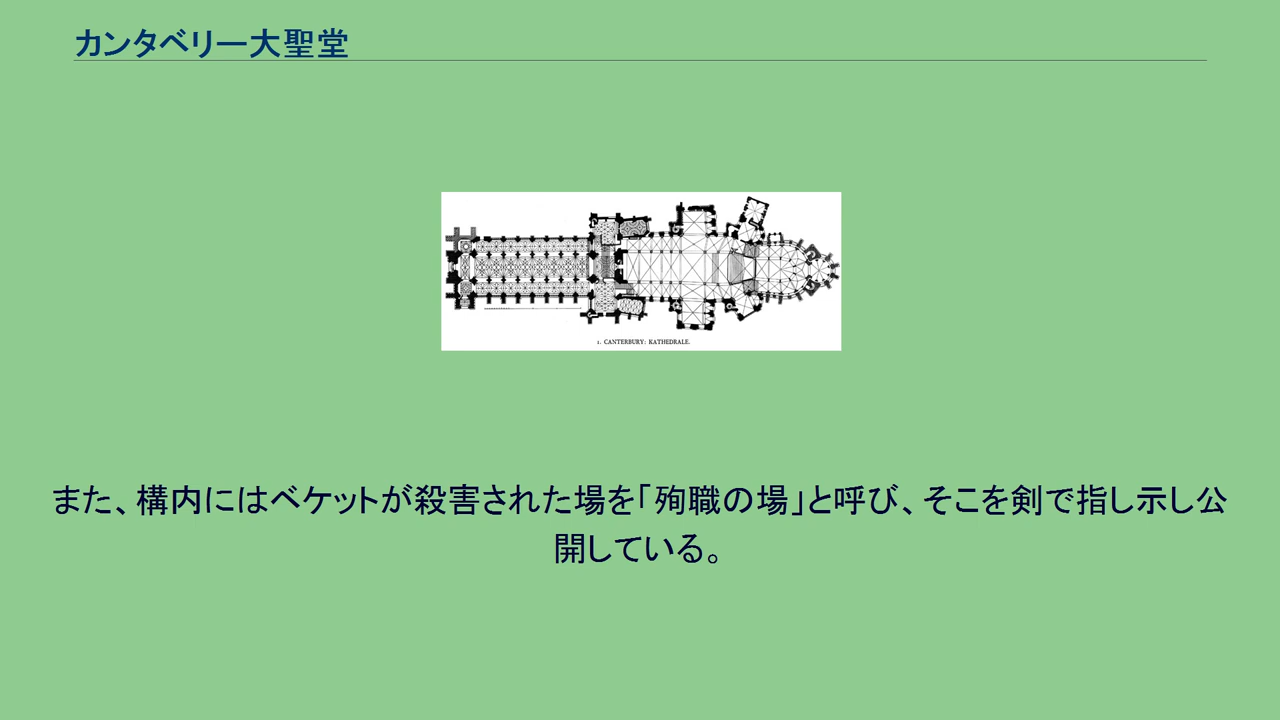 カンタベリー大聖堂
1. CANTERBURY: KATHEDRALE.
また、構内にはベケットが殺害された場を「殉職の場」と呼び、そこを剣で指し示し公
開している。